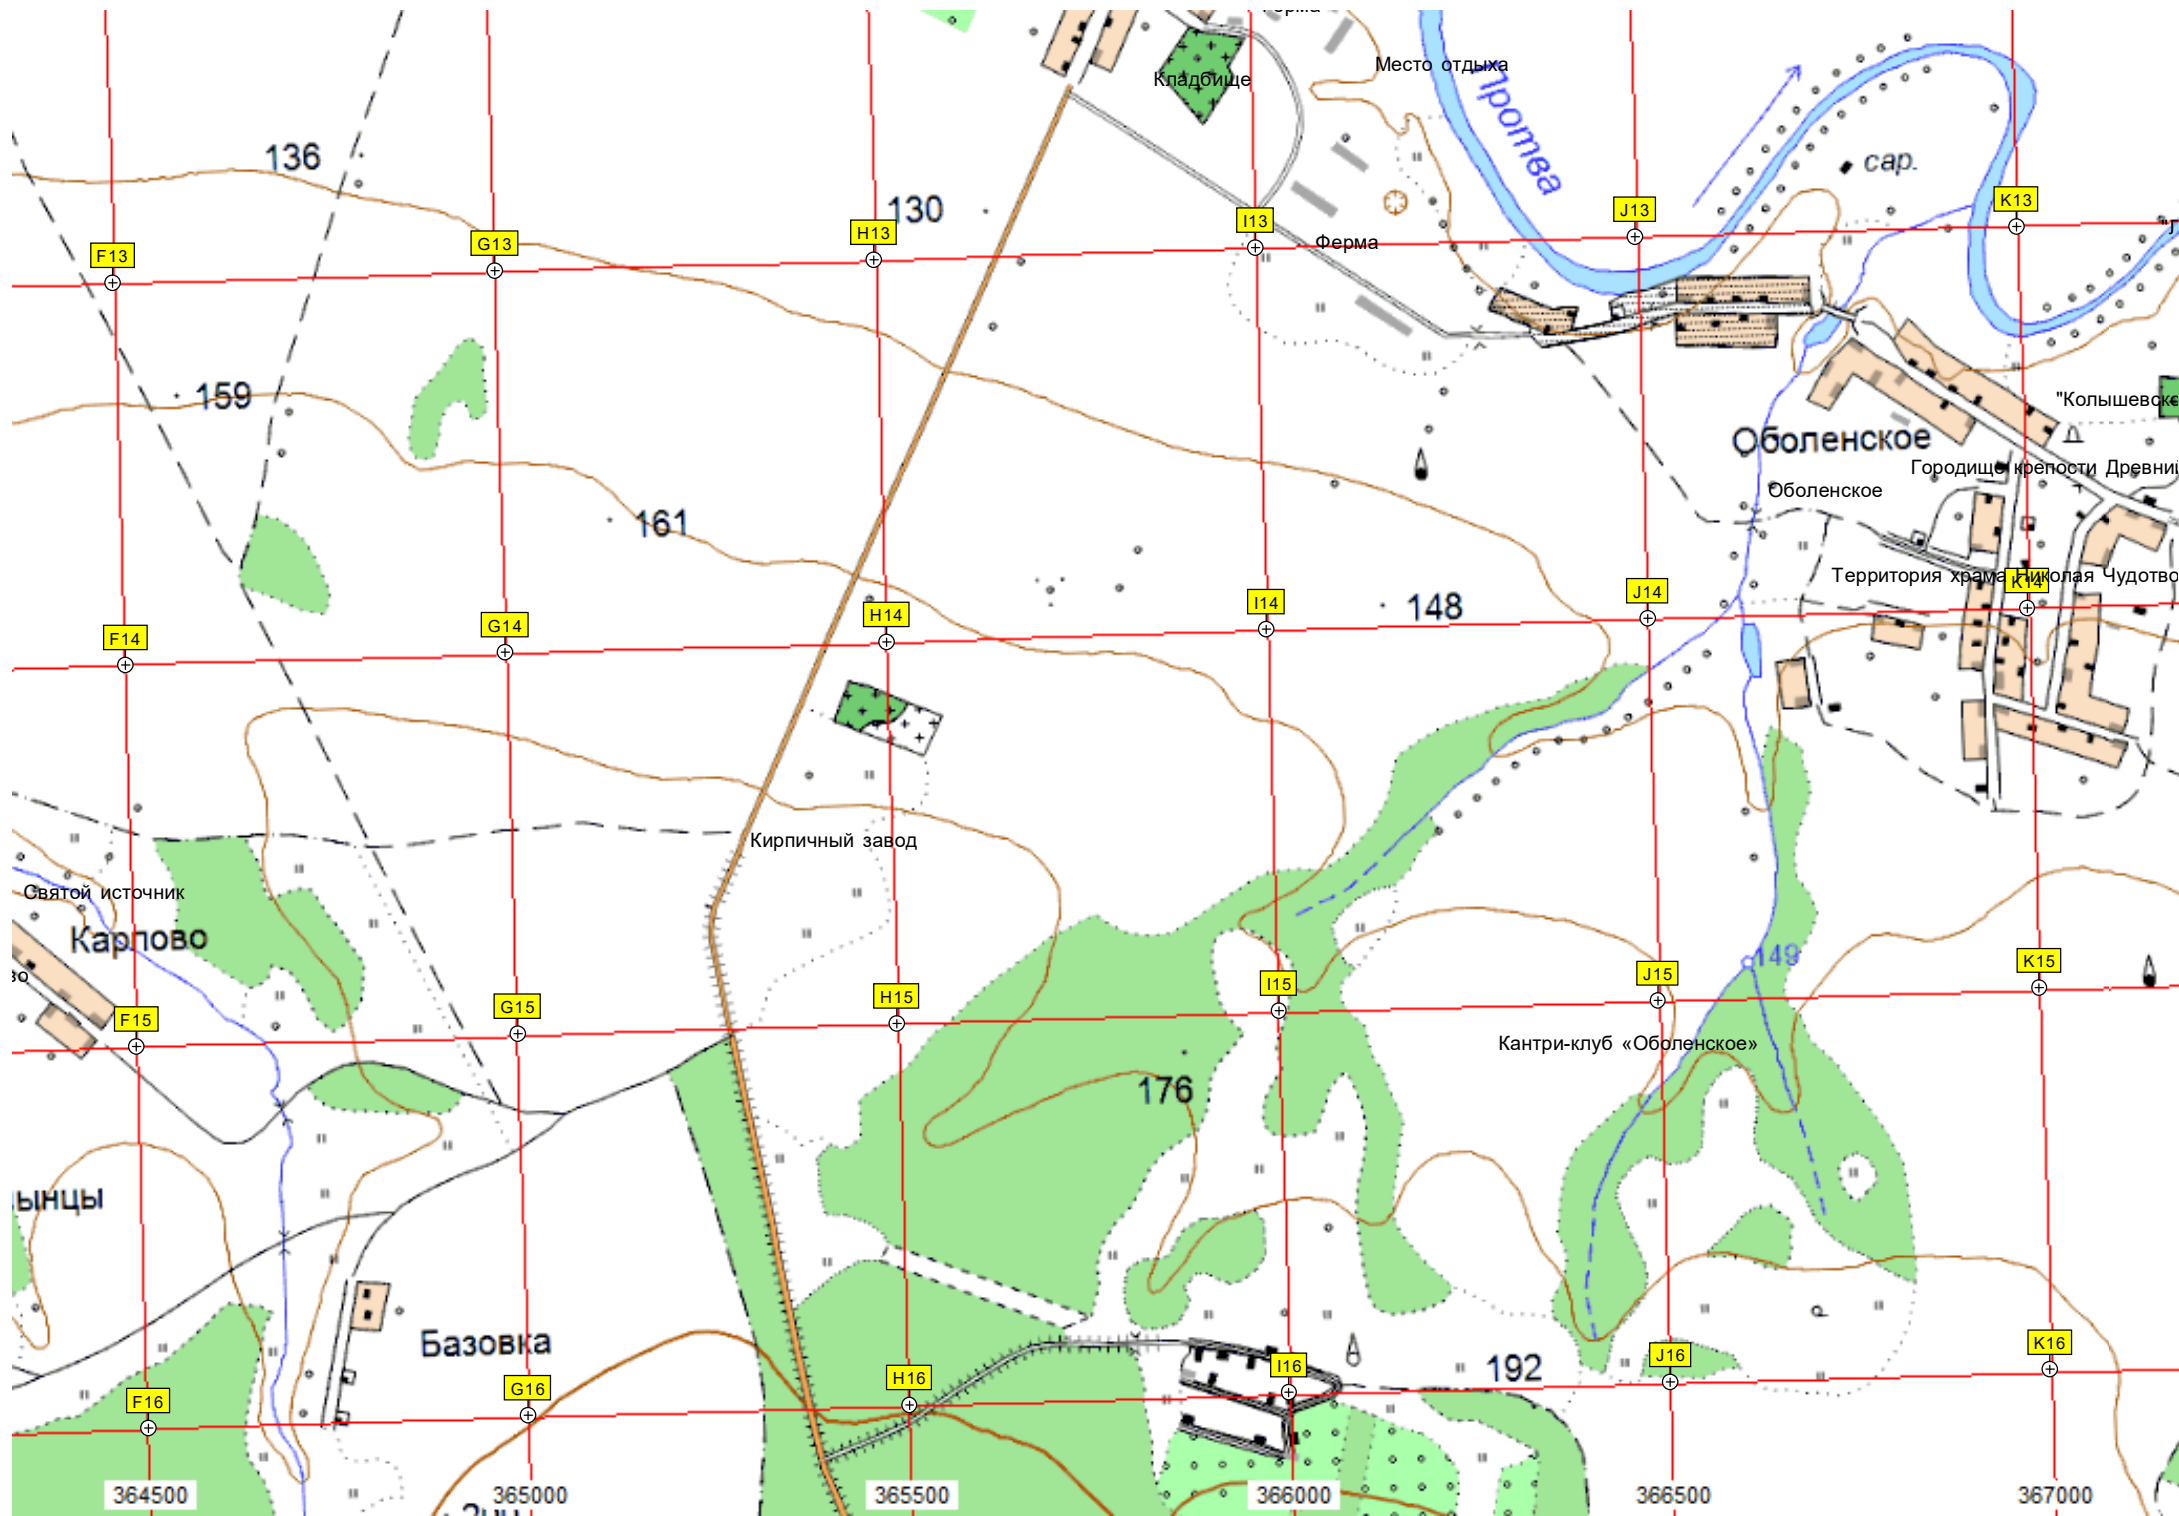 Место отдыха
Кладбище
Протва
136
сар.
130
K13
J13
I13
H13
G13
F13
Ферма
159
"Колышевско
Оболенское
Городище крепости Древний
Оболенское
161
Территория храма Николая Чудотво
K14
J14
148
I14
H14
G14
F14
Кирпичный завод
Святой источник
Карпово
149
K15
J15
I15
H15
G15
F15
во
Кантри-клуб «Оболенское»
176
ынцы
Базовка
K16
J16
192
I16
H16
G16
F16
364500
365000
365500
366000
366500
367000